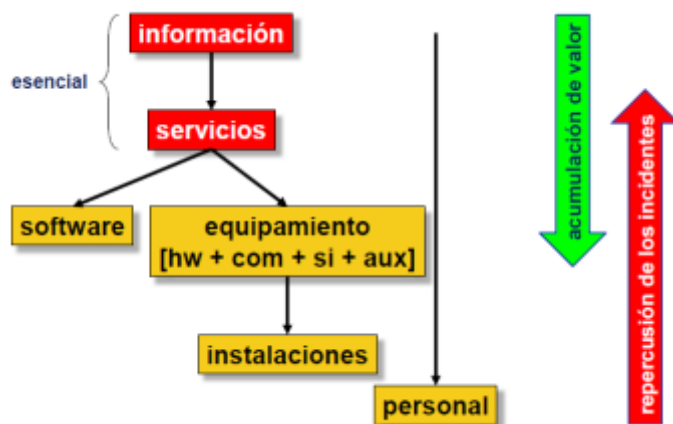 información
esencial
servicios
software
equipamiento
[hw + com + si + aux]
instalaciones
personal
acumulación de valor
repercusión de los incidentes